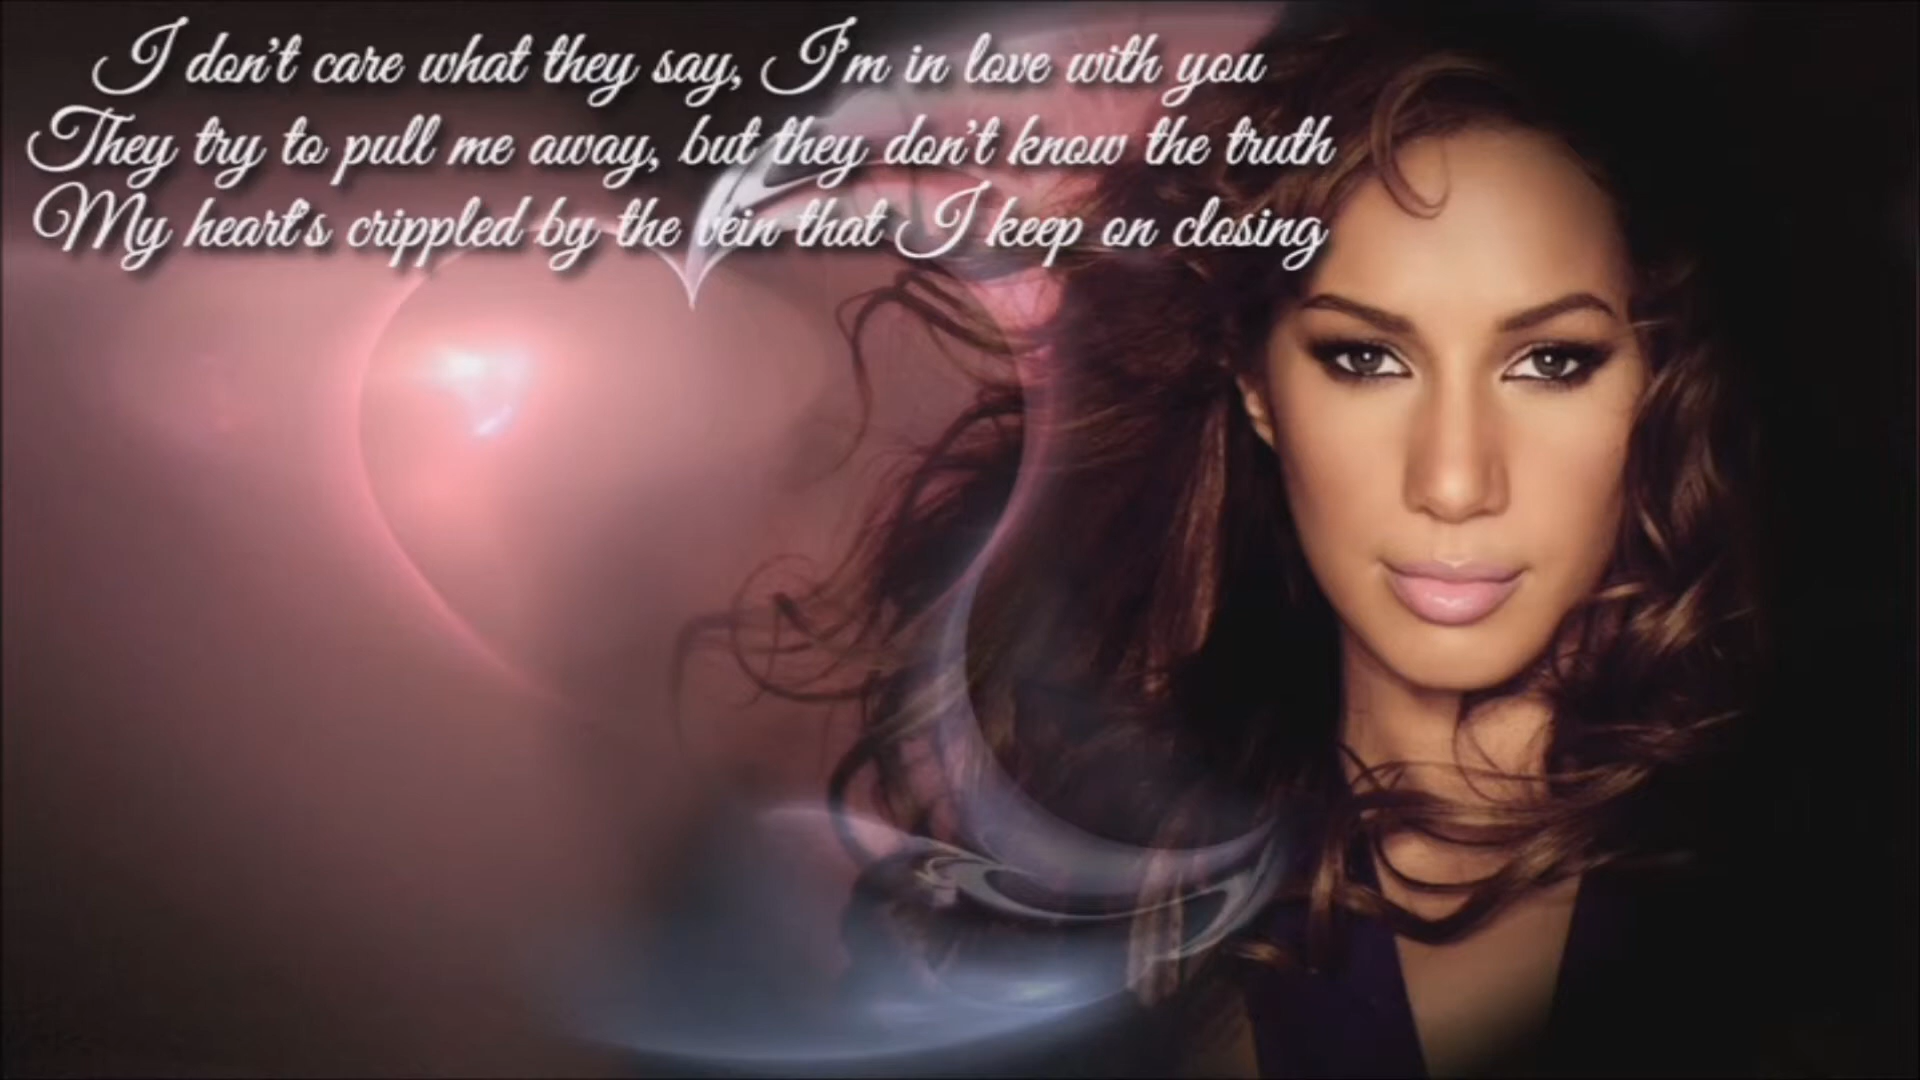 I don't care what they say, I'm in love with you
They try to pull me away, but they don't know the truth
My heart's crippled by the vein that I keep on closing